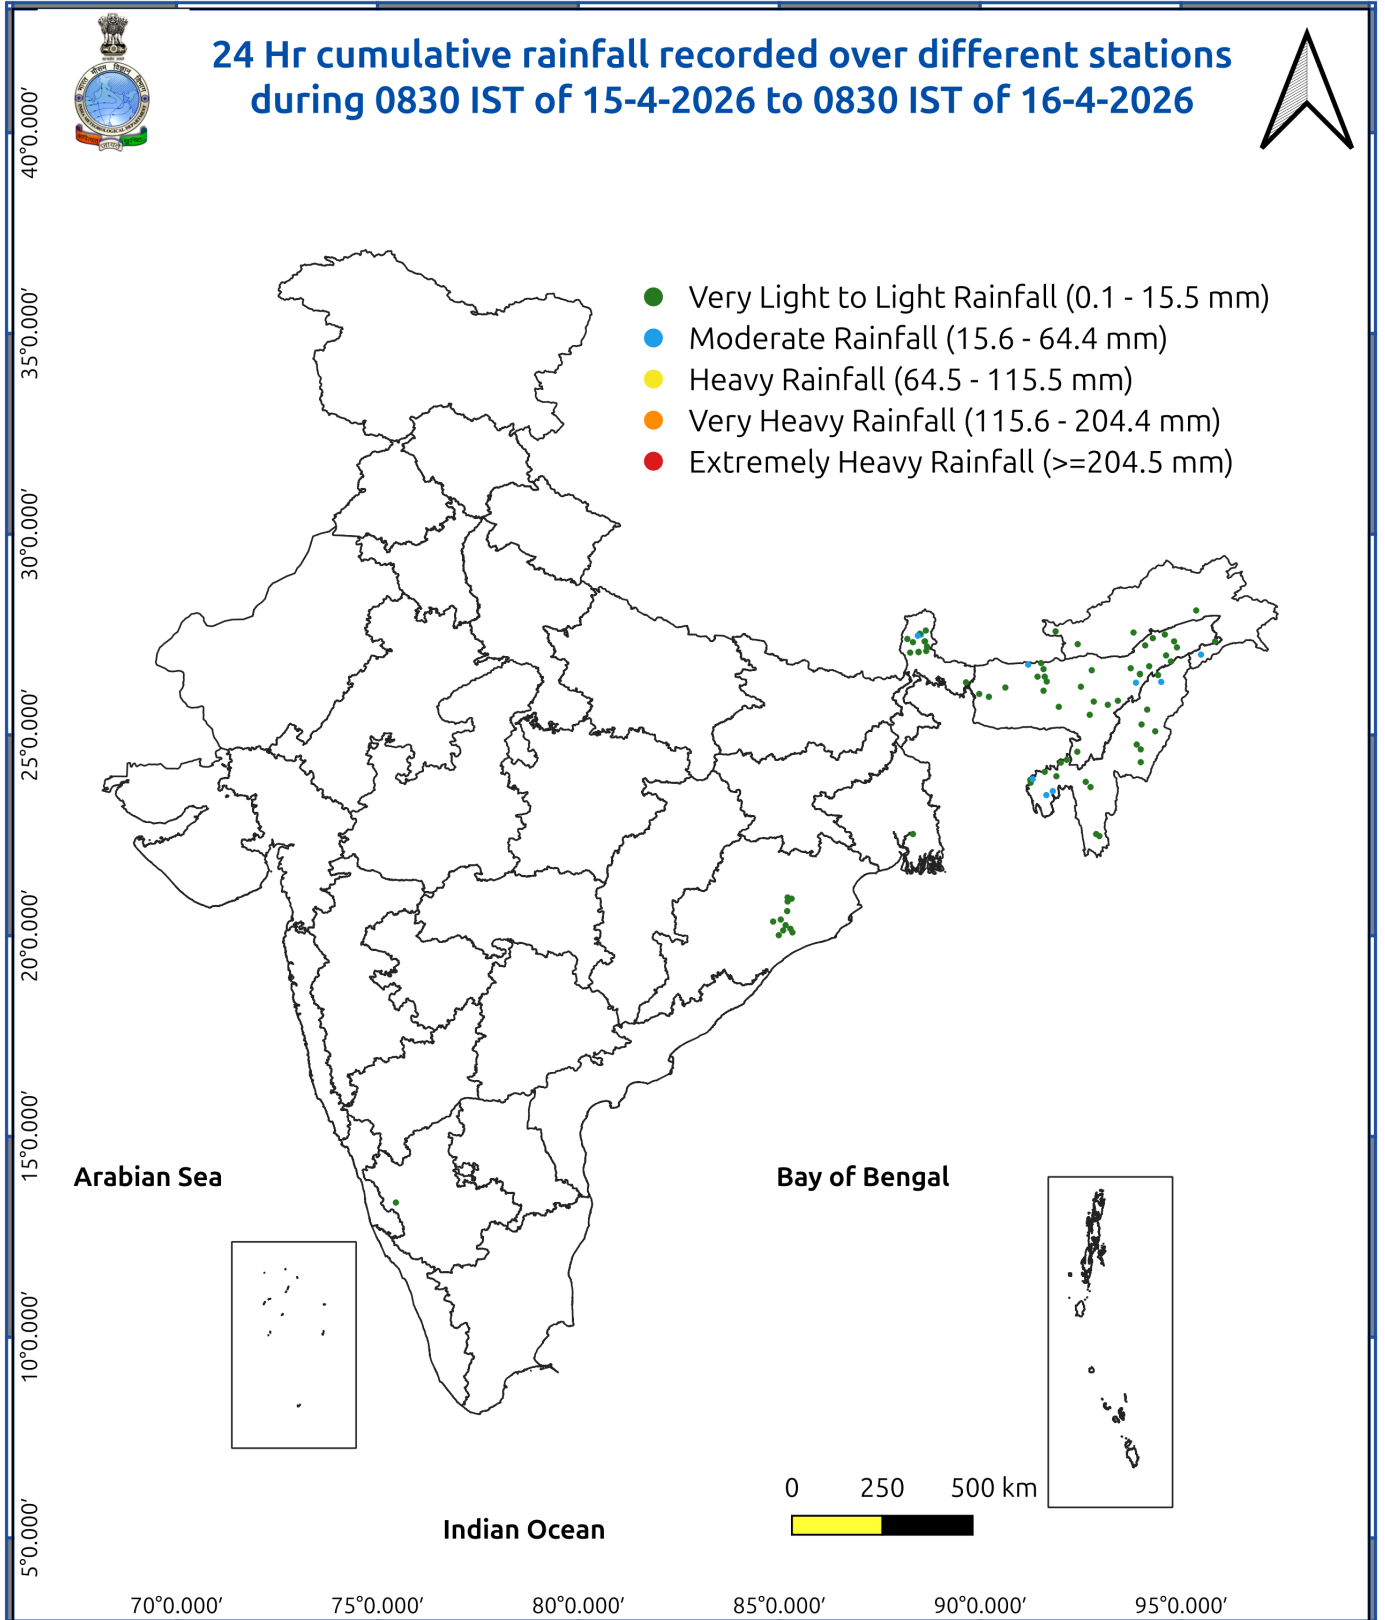 24 Hr cumulative rainfall recorded over different stations
during 0830 IST of 15-4-2026 to 0830 IST of 16-4-2026
Very Light to Light Rainfall (0.1 - 15.5 mm)
Moderate Rainfall (15.6 - 64.4 mm)
Heavy Rainfall (64.5 - 115.5 mm)
Very Heavy Rainfall (115.6 - 204.4 mm)
Extremely Heavy Rainfall (>=204.5 mm)
40°0.000′
35°0.000′
30°0.000′
25°0.000′
20°0.000′
15°0.000′
10°0.000′
5°0.000′
Arabian Sea
Bay of Bengal
Indian Ocean
0 250 500 km
70°0.000′ 75°0.000′ 80°0.000′ 85°0.000′ 90°0.000′ 95°0.000′